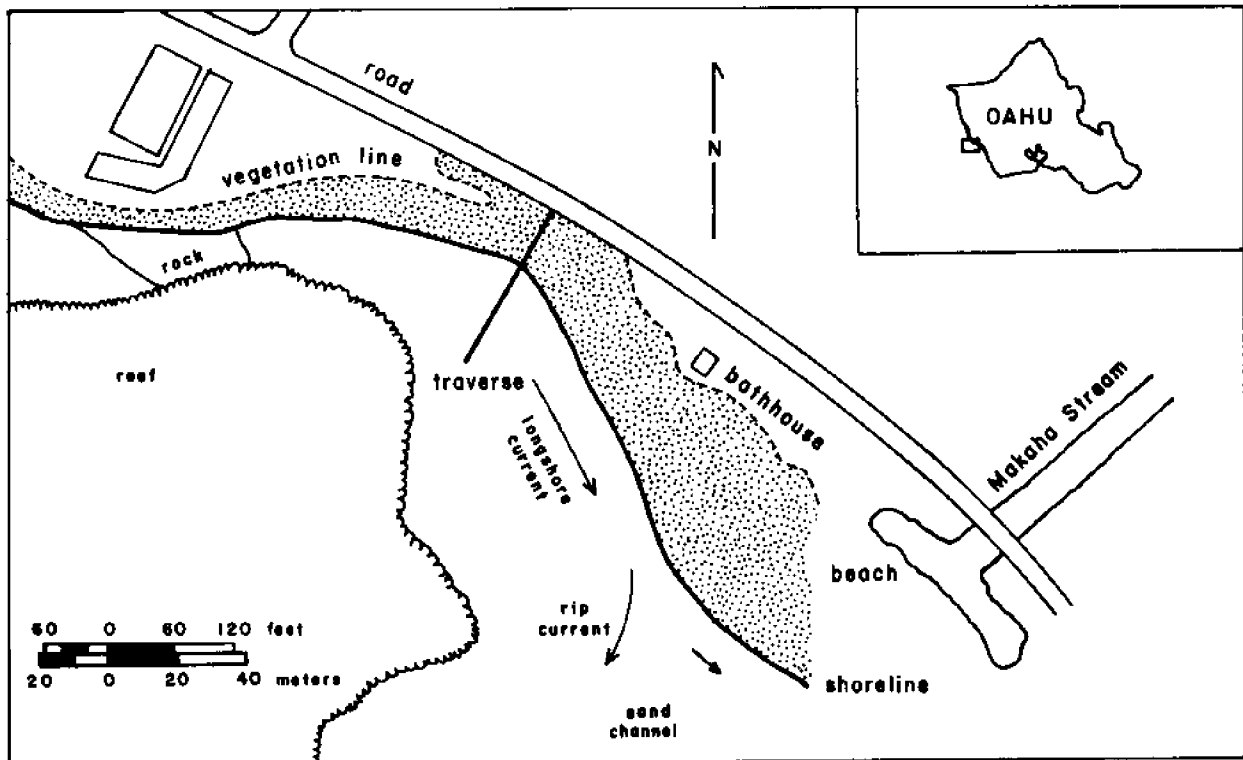 road
OAHU
N
vegetation line
rock
reef
traverse
bathhouse
Makaha Stream
longshore
current
beach
rip
current
60 0 60 120 feet
20 0 20 40 meters
shoreline
sand
channel